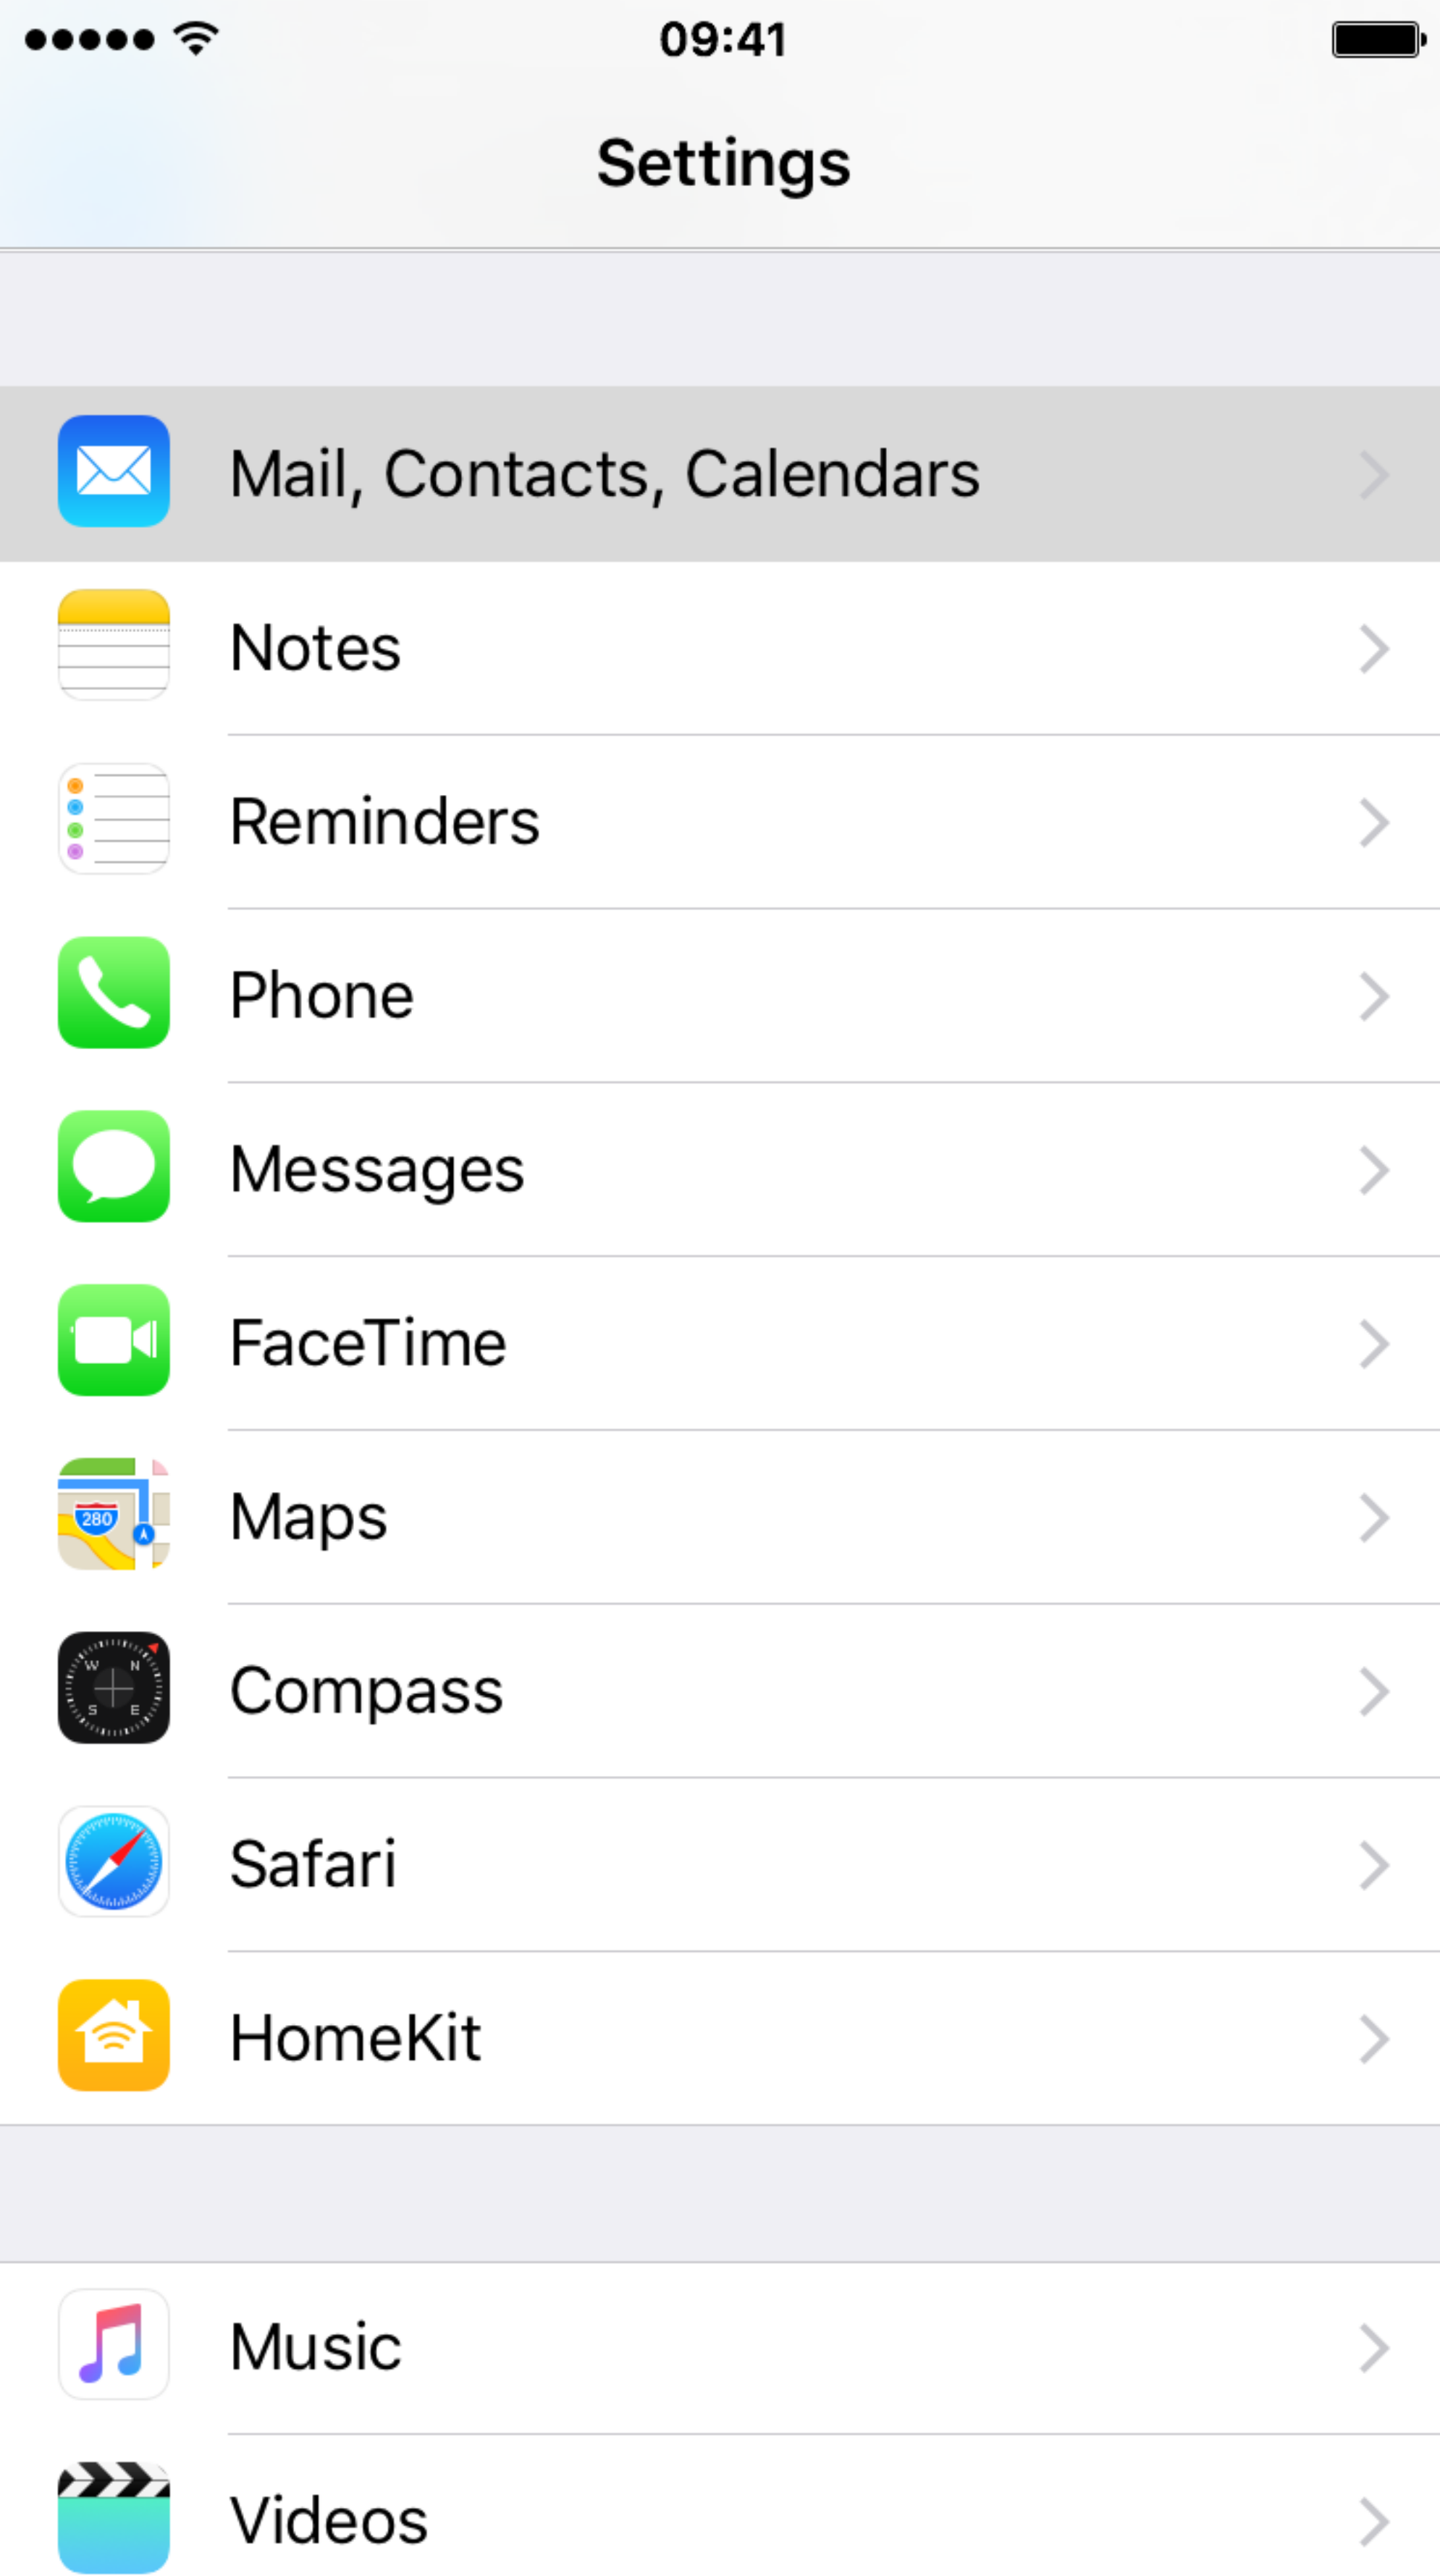 09:41
Settings
Mail, Contacts, Calendars
Notes
Reminders
Phone
Messages
FaceTime
280
Maps
W N
S E
Compass
Safari
HomeKit
Music
Videos